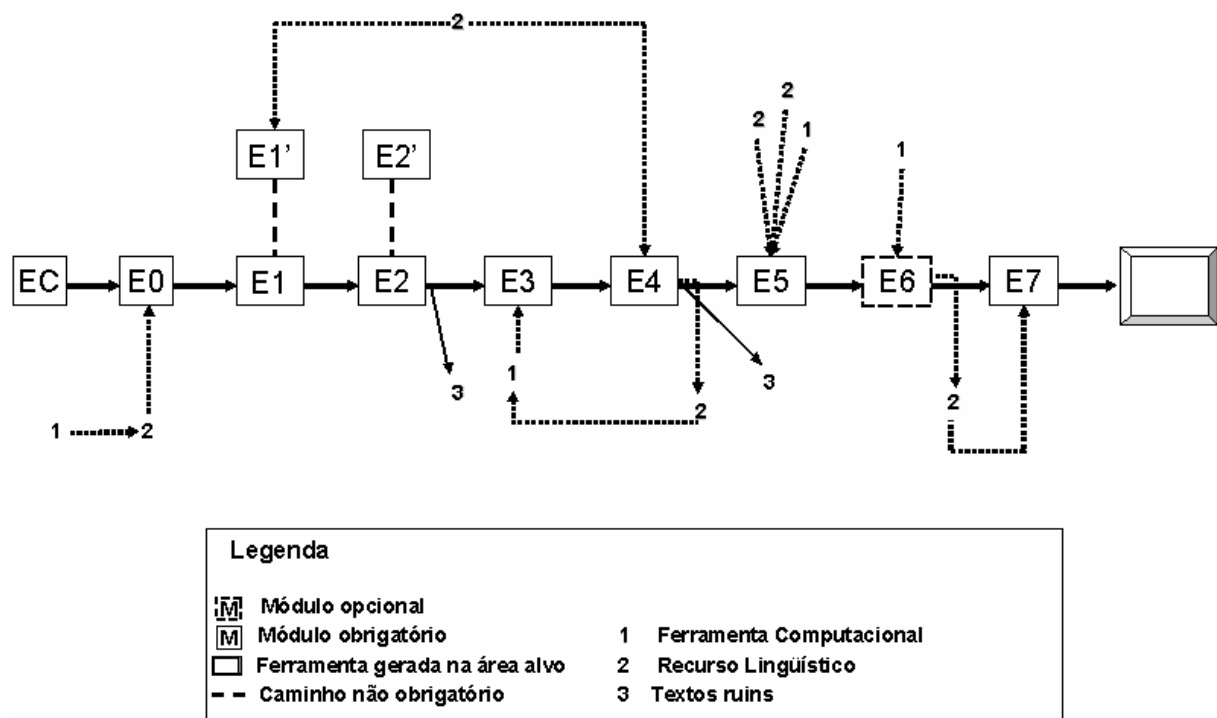 2
2
2
1
1
E1’
E2’
EC
E0
E1
E2
E3
E4
E5
E6
E7
3
1
3
2
2
1
2
Legenda
M Módulo opcional
M Módulo obrigatório
Ferramenta gerada na área alvo
Caminho não obrigatório
1 Ferramenta Computacional
2 Recurso Lingüístico
3 Textos ruins